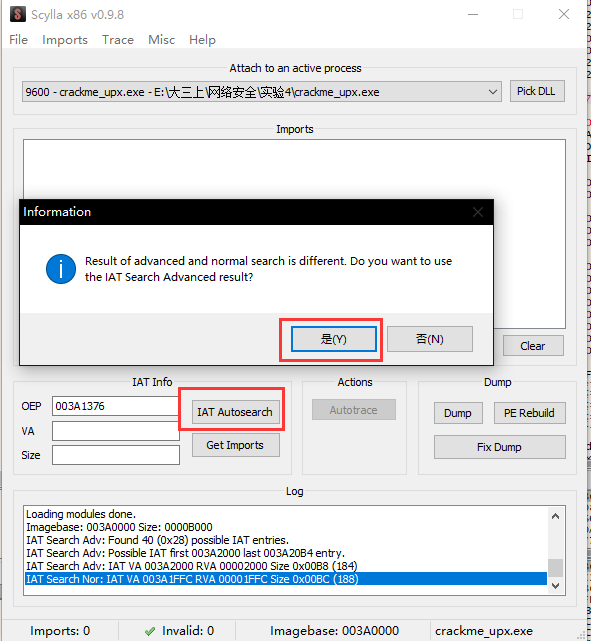 Scylla x86 v0.9.8
File Imports Trace Misc Help
Attach to an active process
9600 - crackme_upx.exe - E:\大三上\网络安全\实验4\crackme_upx.exe
Pick DLL
Imports
Information
Result of advanced and normal search is different. Do you want to use
the IAT Search Advanced result?
是(Y)
否(N)
Clear
IAT Info
OEP
003A1376
IAT Autosearch
VA
Size
Get Imports
Actions
Autotrace
Dump
Dump
PE Rebuild
Fix Dump
Log
Loading modules done.
Imagebase: 003A0000 Size: 0000B000
IAT Search Adv: Found 40 (0x28) possible IAT entries.
IAT Search Adv: Possible IAT first 003A2000 last 003A20B4 entry.
IAT Search Adv: IAT VA 003A2000 RVA 00002000 Size 0x00B8 (184)
IAT Search Nor: IAT VA 003A1FFC RVA 00001FFC Size 0x00BC (188)
Imports: 0
Invalid: 0
Imagebase: 003A0000
crackme_upx.exe